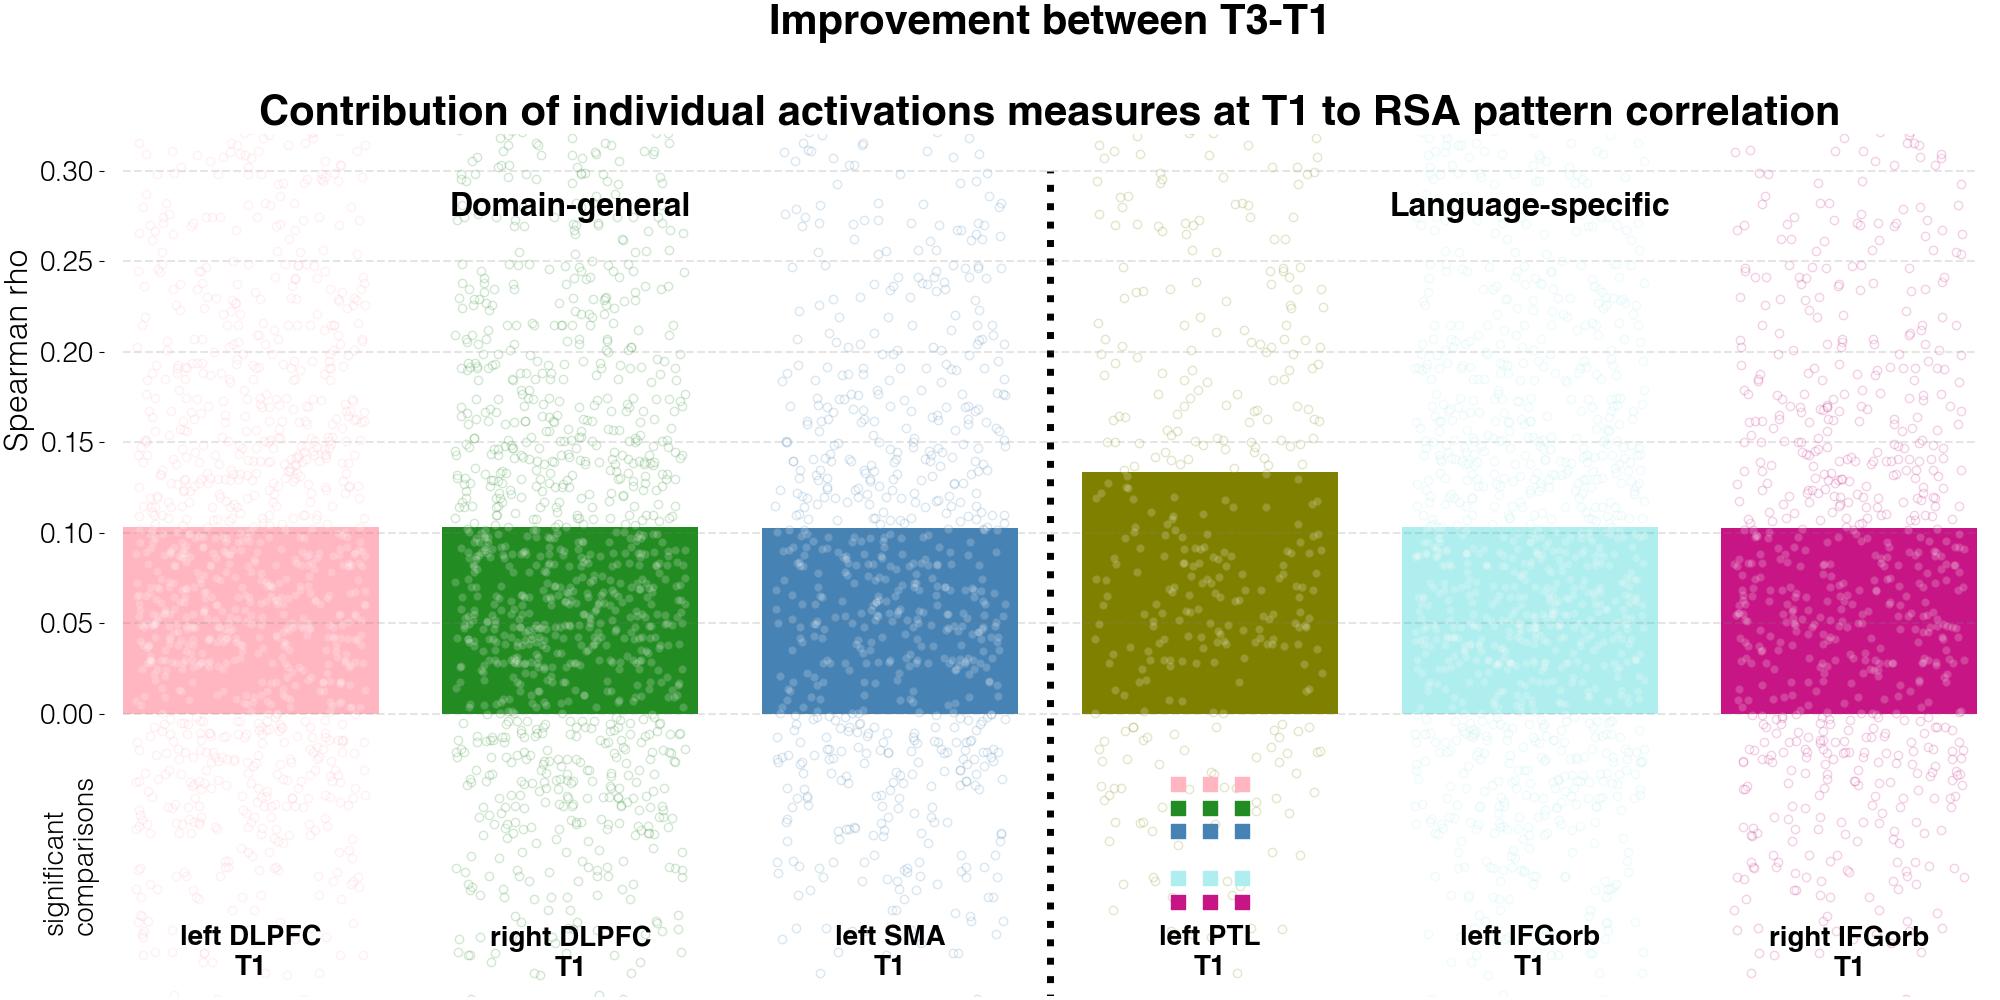 Improvement between T3-T1
Contribution of individual activations measures at T1 to RSA pattern correlation
Domain-general
Language-specific
Spearman rho
0.30
0.25
0.20
0.15
0.10
0.05
0.00
significant
comparisons
left DLPFC
T1
right DLPFC
T1
left SMA
T1
left PTL
T1
left IFGorb
T1
right IFGorb
T1